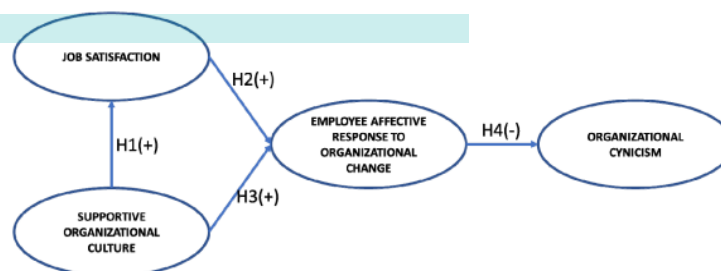 JOB SATISFACTION
H2(+)
EMPLOYEE AFFECTIVE
RESPONSE TO
ORGANIZATIONAL
CHANGE
H4(-)
ORGANIZATIONAL
CYNICISM
H1(+)
H3(+)
SUPPORTIVE
ORGANIZATIONAL
CULTURE